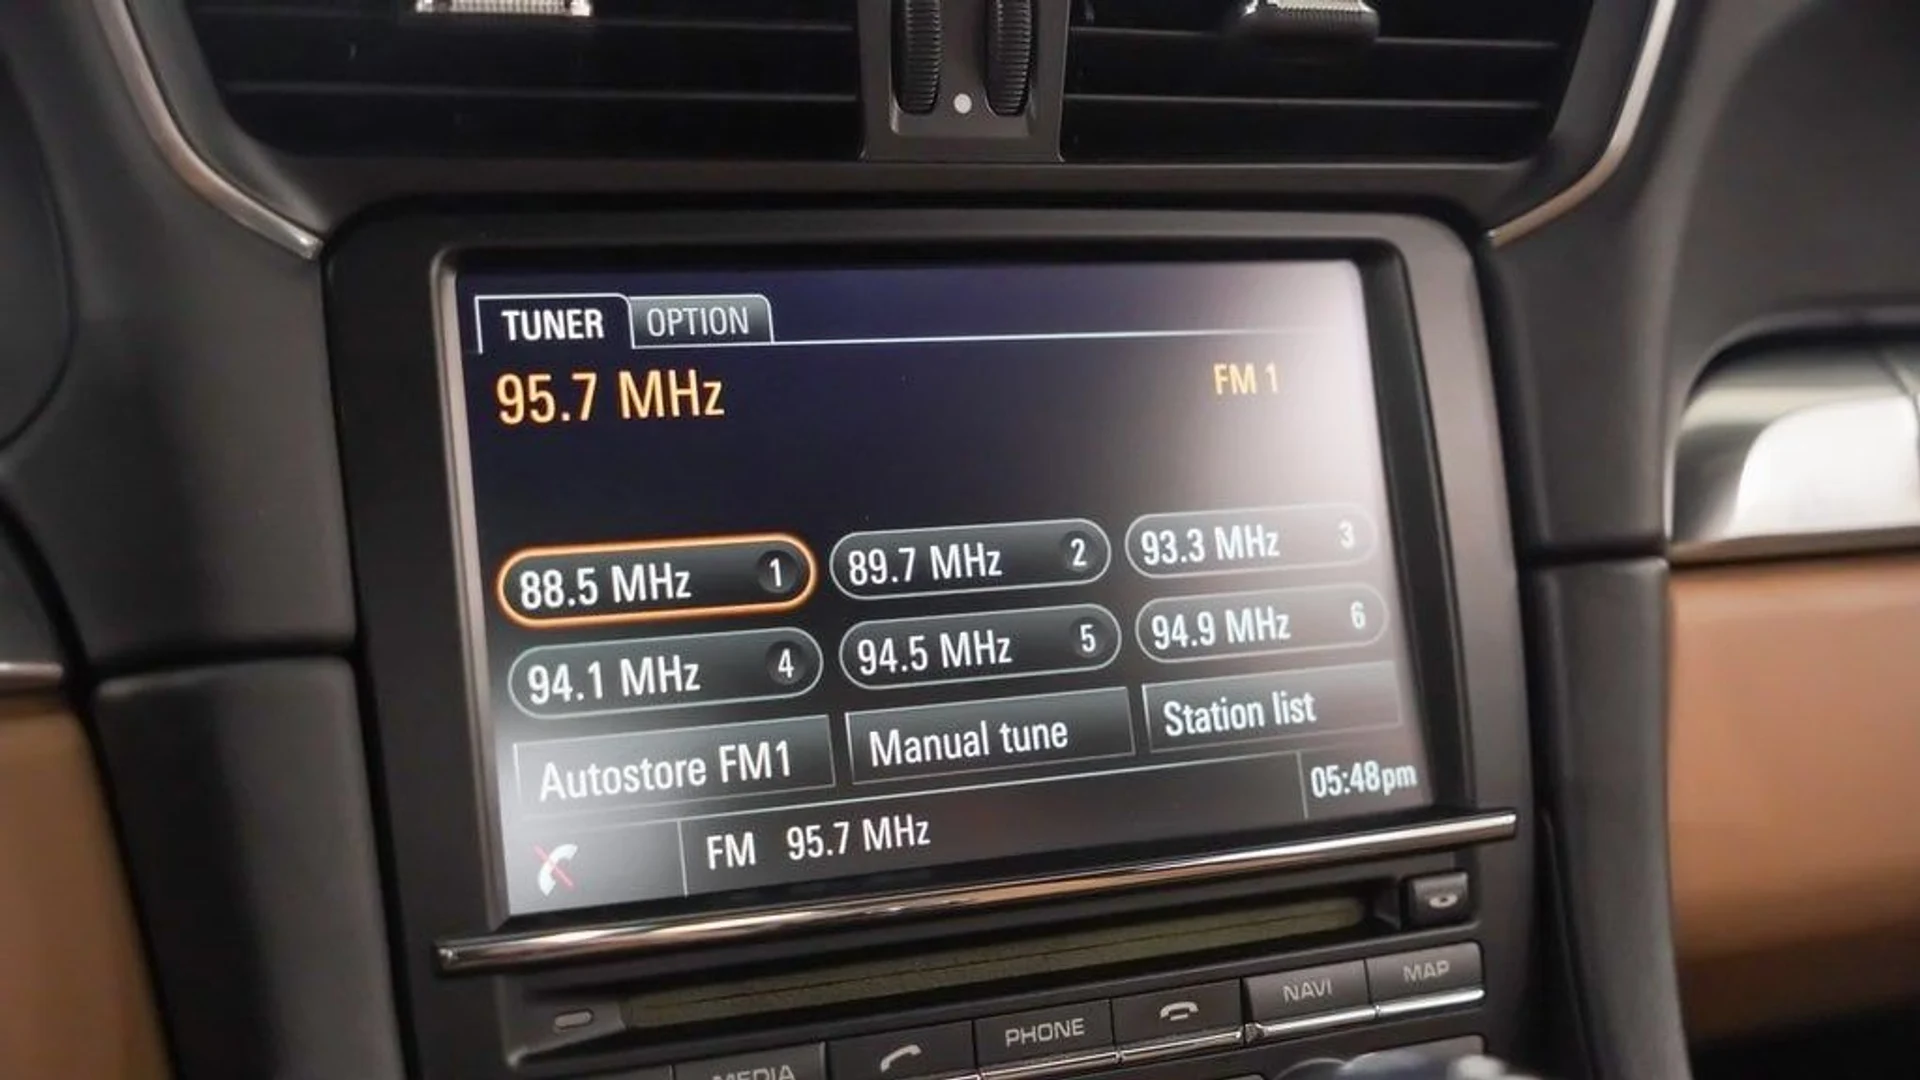 TUNER OPTION
95.7 MHz FM 1
88.5 MHz 1 89.7 MHz 2 93.3 MHz 3
94.1 MHz 4 94.5 MHz 5 94.9 MHz 6
Autostore FM1 Manual tune Station list
FM 95.7 MHz 05:48pm
MEDIA PHONE NAVI MAP